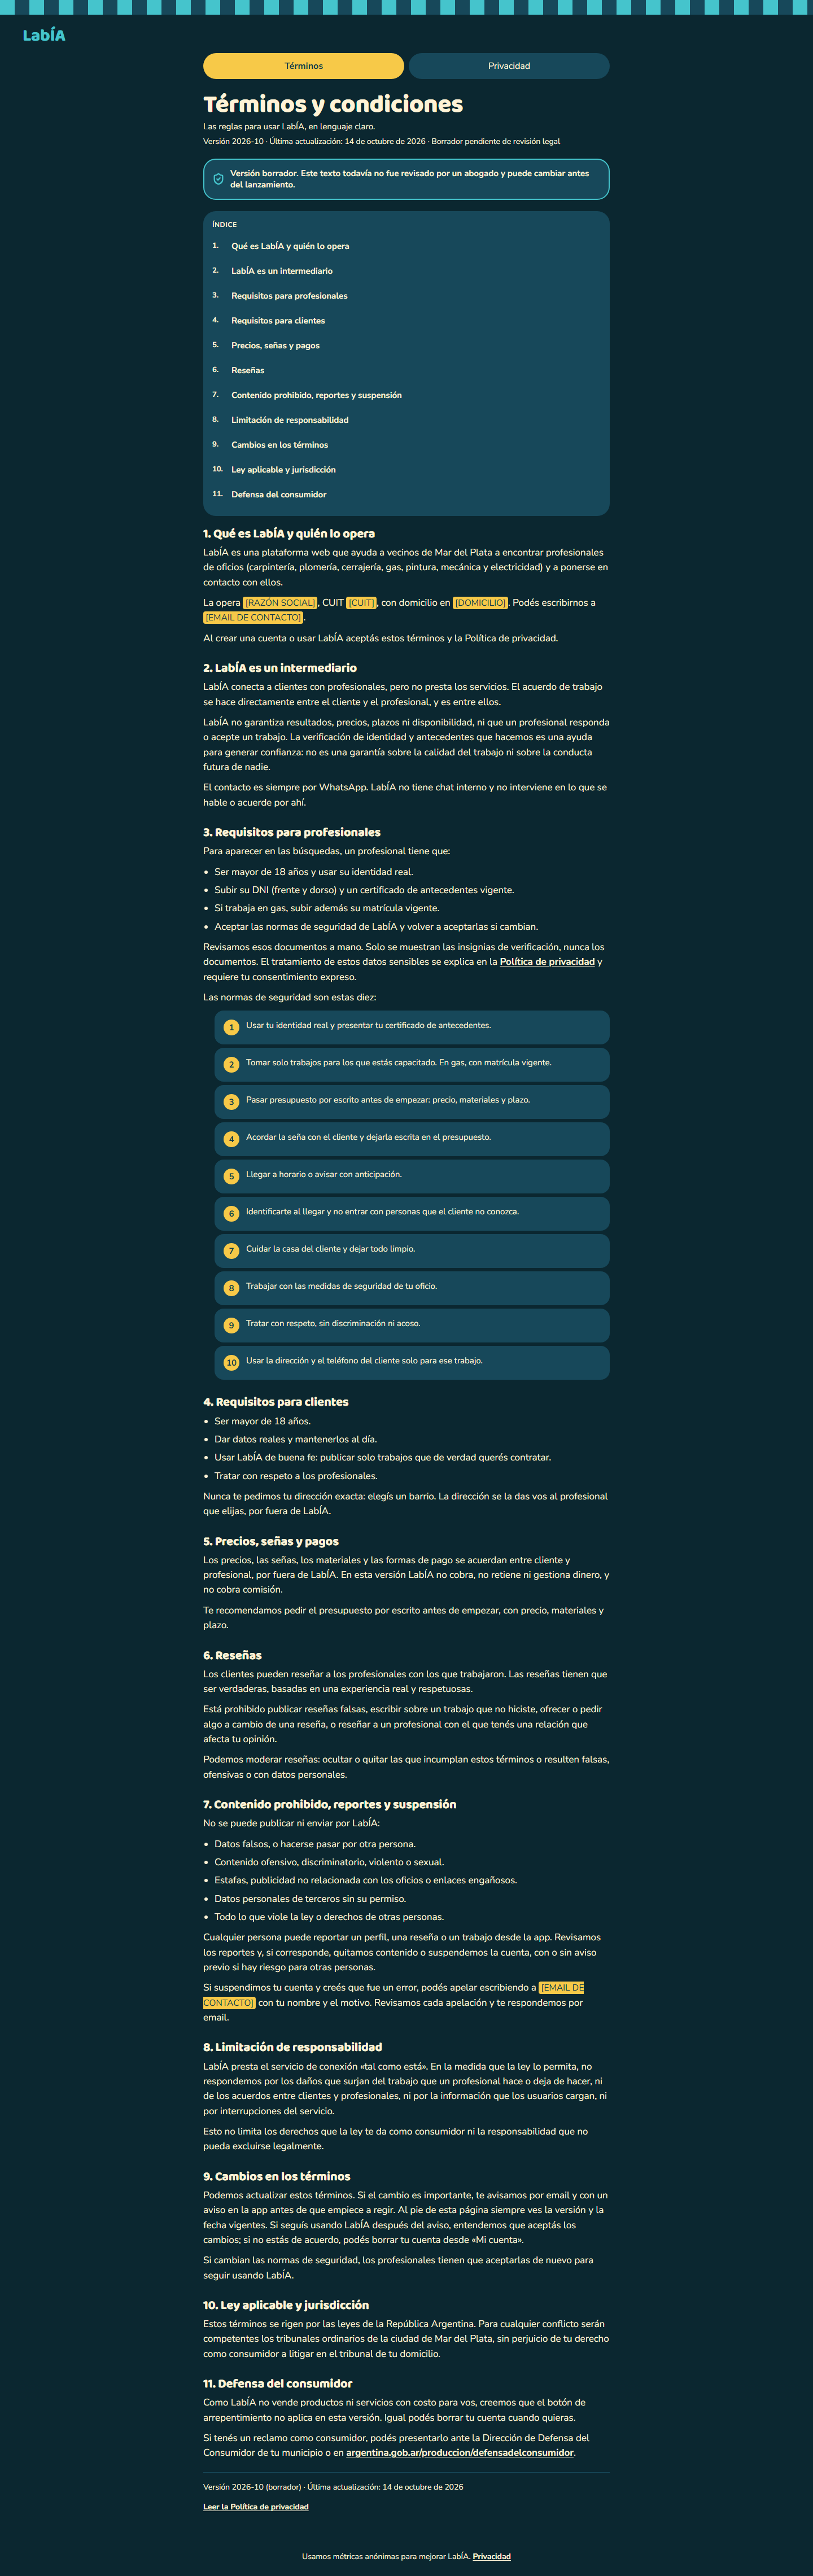 LabÍA
Términos
Privacidad
Términos y condiciones
Las reglas para usar LabÍA, en lenguaje claro.
Versión 2026-10 · Última actualización: 14 de octubre de 2026 · Borrador pendiente de revisión legal
Versión borrador. Este texto todavía no fue revisado por un abogado y puede cambiar antes
del lanzamiento.
ÍNDICE
1. Qué es LabÍA y quién lo opera
2. LabÍA es un intermediario
3. Requisitos para profesionales
4. Requisitos para clientes
5. Precios, señas y pagos
6. Reseñas
7. Contenido prohibido, reportes y suspensión
8. Limitación de responsabilidad
9. Cambios en los términos
10. Ley aplicable y jurisdicción
11. Defensa del consumidor
1. Qué es LabÍA y quién lo opera
LabÍA es una plataforma web que ayuda a vecinos de Mar del Plata a encontrar profesionales
de oficios (carpintería, plomería, cerrajería, gas, pintura, mecánica y electricidad) y a ponerse en
contacto con ellos.
La opera [RAZÓN SOCIAL], CUIT [CUIT], con domicilio en [DOMICILIO]. Podés escribirnos a
[EMAIL DE CONTACTO].
Al crear una cuenta o usar LabÍA aceptás estos términos y la Política de privacidad.
2. LabÍA es un intermediario
LabÍA conecta a clientes con profesionales, pero no presta los servicios. El acuerdo de trabajo
se hace directamente entre el cliente y el profesional, y es entre ellos.
LabÍA no garantiza resultados, precios, plazos ni disponibilidad, ni que un profesional responda
o acepte un trabajo. La verificación de identidad y antecedentes que hacemos es una ayuda
para generar confianza: no es una garantía sobre la calidad del trabajo ni sobre la conducta
futura de nadie.
El contacto es siempre por WhatsApp. LabÍA no tiene chat interno y no interviene en lo que se
hable o acuerde por ahí.
3. Requisitos para profesionales
Para aparecer en las búsquedas, un profesional tiene que:
• Ser mayor de 18 años y usar su identidad real.
• Subir su DNI (frente y dorso) y un certificado de antecedentes vigente.
• Si trabaja en gas, subir además su matrícula vigente.
• Aceptar las normas de seguridad de LabÍA y volver a aceptarlas si cambian.
Revisamos esos documentos a mano. Solo se muestran las insignias de verificación, nunca los
documentos. El tratamiento de estos datos sensibles se explica en la Política de privacidad y
requiere tu consentimiento expreso.
Las normas de seguridad son estas diez:
1 Usar tu identidad real y presentar tu certificado de antecedentes.
2 Tomar solo trabajos para los que estás capacitado. En gas, con matrícula vigente.
3 Pasar presupuesto por escrito antes de empezar: precio, materiales y plazo.
4 Acordar la seña con el cliente y dejarla escrita en el presupuesto.
5 Llegar a horario o avisar con anticipación.
6 Identificarte al llegar y no entrar con personas que el cliente no conozca.
7 Cuidar la casa del cliente y dejar todo limpio.
8 Trabajar con las medidas de seguridad de tu oficio.
9 Tratar con respeto, sin discriminación ni acoso.
10 Usar la dirección y el teléfono del cliente solo para ese trabajo.
4. Requisitos para clientes
• Ser mayor de 18 años.
• Dar datos reales y mantenerlos al día.
• Usar LabÍA de buena fe: publicar solo trabajos que de verdad querés contratar.
• Tratar con respeto a los profesionales.
Nunca te pedimos tu dirección exacta: elegís un barrio. La dirección se la das vos al profesional
que elijas, por fuera de LabÍA.
5. Precios, señas y pagos
Los precios, las señas, los materiales y las formas de pago se acuerdan entre cliente y
profesional, por fuera de LabÍA. En esta versión LabÍA no cobra, no retiene ni gestiona dinero, y
no cobra comisión.
Te recomendamos pedir el presupuesto por escrito antes de empezar, con precio, materiales y
plazo.
6. Reseñas
Los clientes pueden reseñar a los profesionales con los que trabajaron. Las reseñas tienen que
ser verdaderas, basadas en una experiencia real y respetuosas.
Está prohibido publicar reseñas falsas, escribir sobre un trabajo que no hiciste, ofrecer o pedir
algo a cambio de una reseña, o reseñar a un profesional con el que tenés una relación que
afecta tu opinión.
Podemos moderar reseñas: ocultar o quitar las que incumplan estos términos o resulten falsas,
ofensivas o con datos personales.
7. Contenido prohibido, reportes y suspensión
No se puede publicar ni enviar por LabÍA:
• Datos falsos, o hacerse pasar por otra persona.
• Contenido ofensivo, discriminatorio, violento o sexual.
• Estafas, publicidad no relacionada con los oficios o enlaces engañosos.
• Datos personales de terceros sin su permiso.
• Todo lo que viole la ley o derechos de otras personas.
Cualquier persona puede reportar un perfil, una reseña o un trabajo desde la app. Revisamos
los reportes y, si corresponde, quitamos contenido o suspendemos la cuenta, con o sin aviso
previo si hay riesgo para otras personas.
Si suspendimos tu cuenta y creés que fue un error, podés apelar escribiendo a [EMAIL DE
CONTACTO] con tu nombre y el motivo. Revisamos cada apelación y te respondemos por
email.
8. Limitación de responsabilidad
LabÍA presta el servicio de conexión «tal como está». En la medida que la ley lo permita, no
respondemos por los daños que surjan del trabajo que un profesional hace o deja de hacer, ni
de los acuerdos entre clientes y profesionales, ni por la información que los usuarios cargan, ni
por interrupciones del servicio.
Esto no limita los derechos que la ley te da como consumidor ni la responsabilidad que no
pueda excluirse legalmente.
9. Cambios en los términos
Podemos actualizar estos términos. Si el cambio es importante, te avisamos por email y con un
aviso en la app antes de que empiece a regir. Al pie de esta página siempre ves la versión y la
fecha vigentes. Si seguís usando LabÍA después del aviso, entendemos que aceptás los
cambios; si no estás de acuerdo, podés borrar tu cuenta desde «Mi cuenta».
Si cambian las normas de seguridad, los profesionales tienen que aceptarlas de nuevo para
seguir usando LabÍA.
10. Ley aplicable y jurisdicción
Estos términos se rigen por las leyes de la República Argentina. Para cualquier conflicto serán
competentes los tribunales ordinarios de la ciudad de Mar del Plata, sin perjuicio de tu derecho
como consumidor a litigar en el tribunal de tu domicilio.
11. Defensa del consumidor
Como LabÍA no vende productos ni servicios con costo para vos, creemos que el botón de
arrepentimiento no aplica en esta versión. Igual podés borrar tu cuenta cuando quieras.
Si tenés un reclamo como consumidor, podés presentarlo ante la Dirección de Defensa del
Consumidor de tu municipio o en argentina.gob.ar/produccion/defensadelconsumidor.
Versión 2026-10 (borrador) · Última actualización: 14 de octubre de 2026
Leer la Política de privacidad
Usamos métricas anónimas para mejorar LabÍA. Privacidad